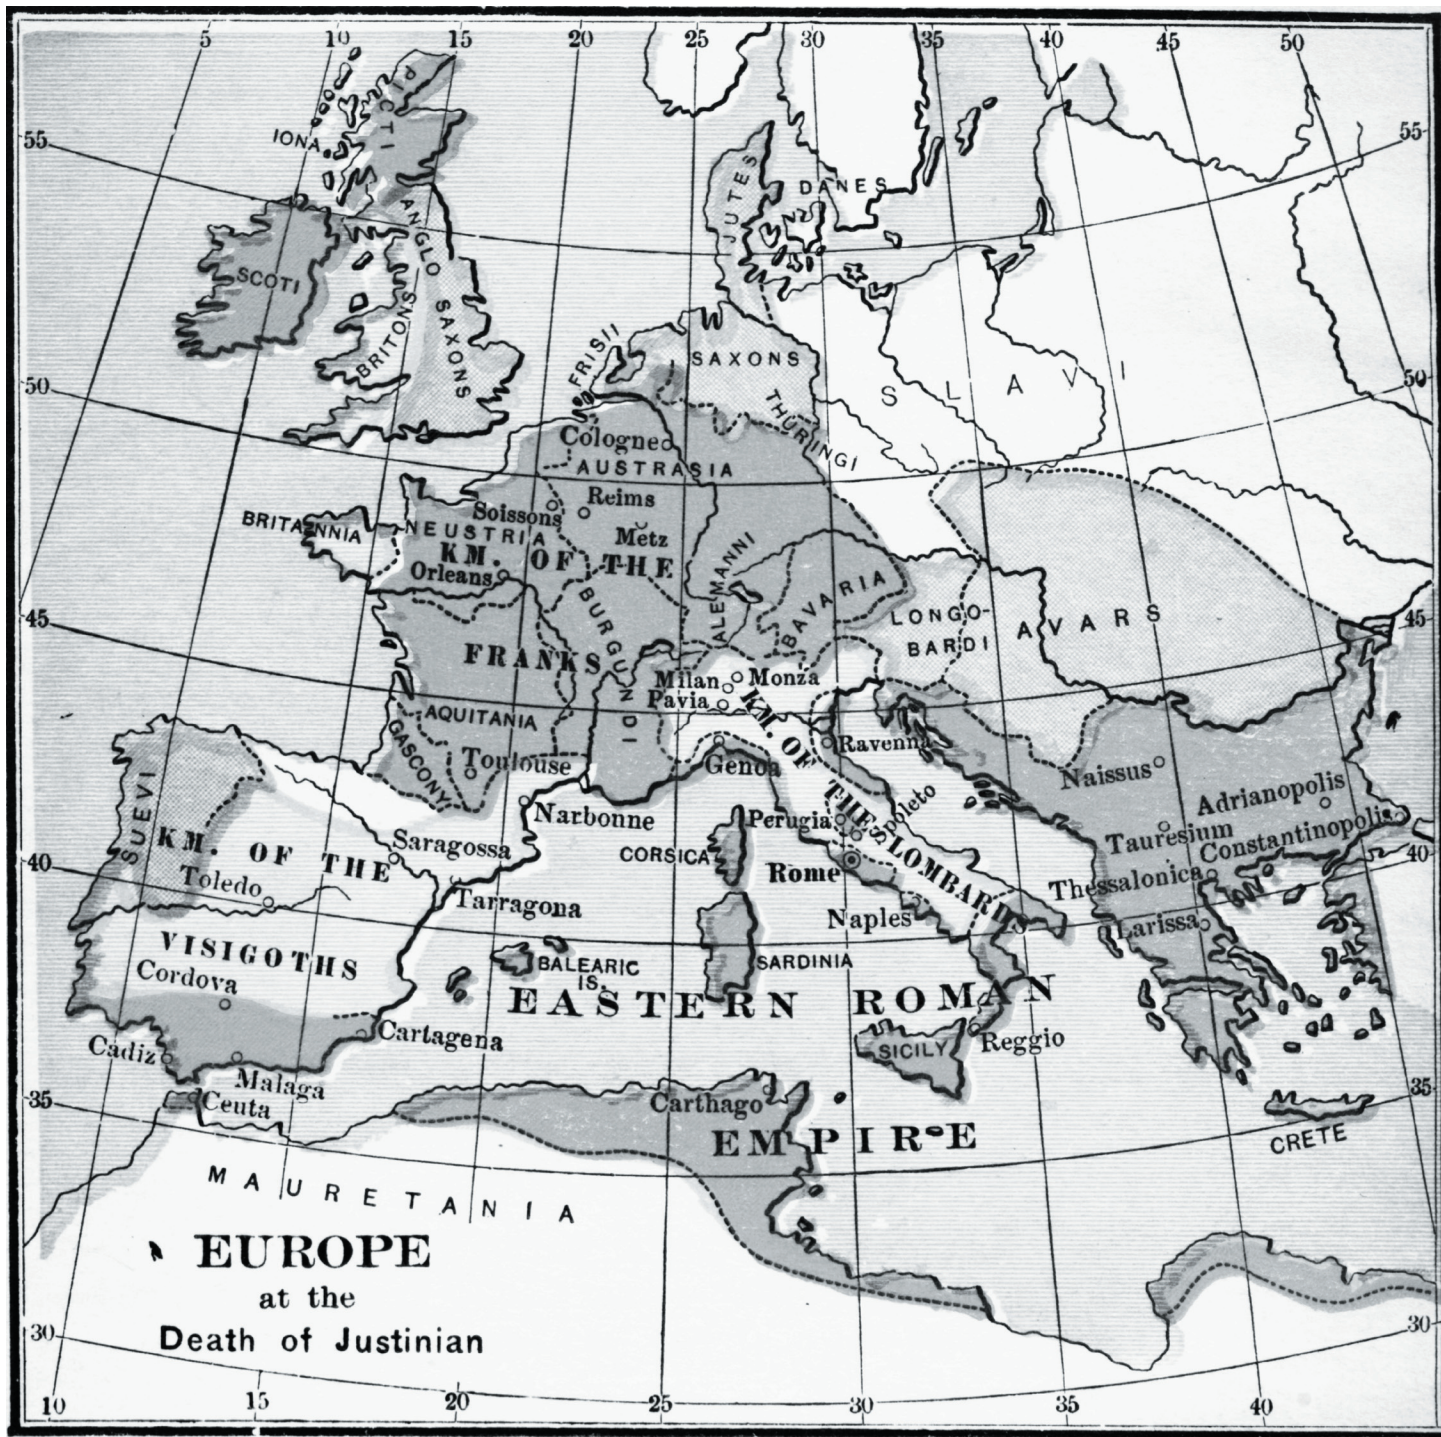 5 10 15 20 25 30 35 40 45 50
PICTI
IONA
55
55
JUTES
DANES
ANGLO
SAXONS
SCOTI
BRITONS
FRISII
SAXONS
SLAVI
50
50
THURINGI
Cologne
AUSTRASIA
Reims
Soissons
BRITANNIA
NEUSTRIA
Metz
KM. OF THE
Orleans
FRANKS
ALEMANNI
BAVARIA
BURGUNDI
LONGO-
BARDI
AVARS
45
45
Milan
Monza
Pavia
KM. OF
THE LOMBARDS
AQUITANIA
GASCONY
Toulouse
Genoa
Ravenna
Naissus
Adrianopolis
Narbonne
Perugia
Spoleto
Tauresium
Constantinopolis
SUEVI
KM. OF THE
Saragossa
CORSICA
40
40
Toledo
Rome
Thessalonica
Tarragona
Naples
Larissa
VISIGOTHS
Cordova
BALEARIC
IS.
SARDINIA
EASTERN ROMAN
Cadiz
Cartagena
SICILY
Reggio
Malaga
35
Ceuta
Carthago
35
EMPIRE
CRETE
MAURETANIA
EUROPE
at the
Death of Justinian
30
30
10 15 20 25 30 35 40